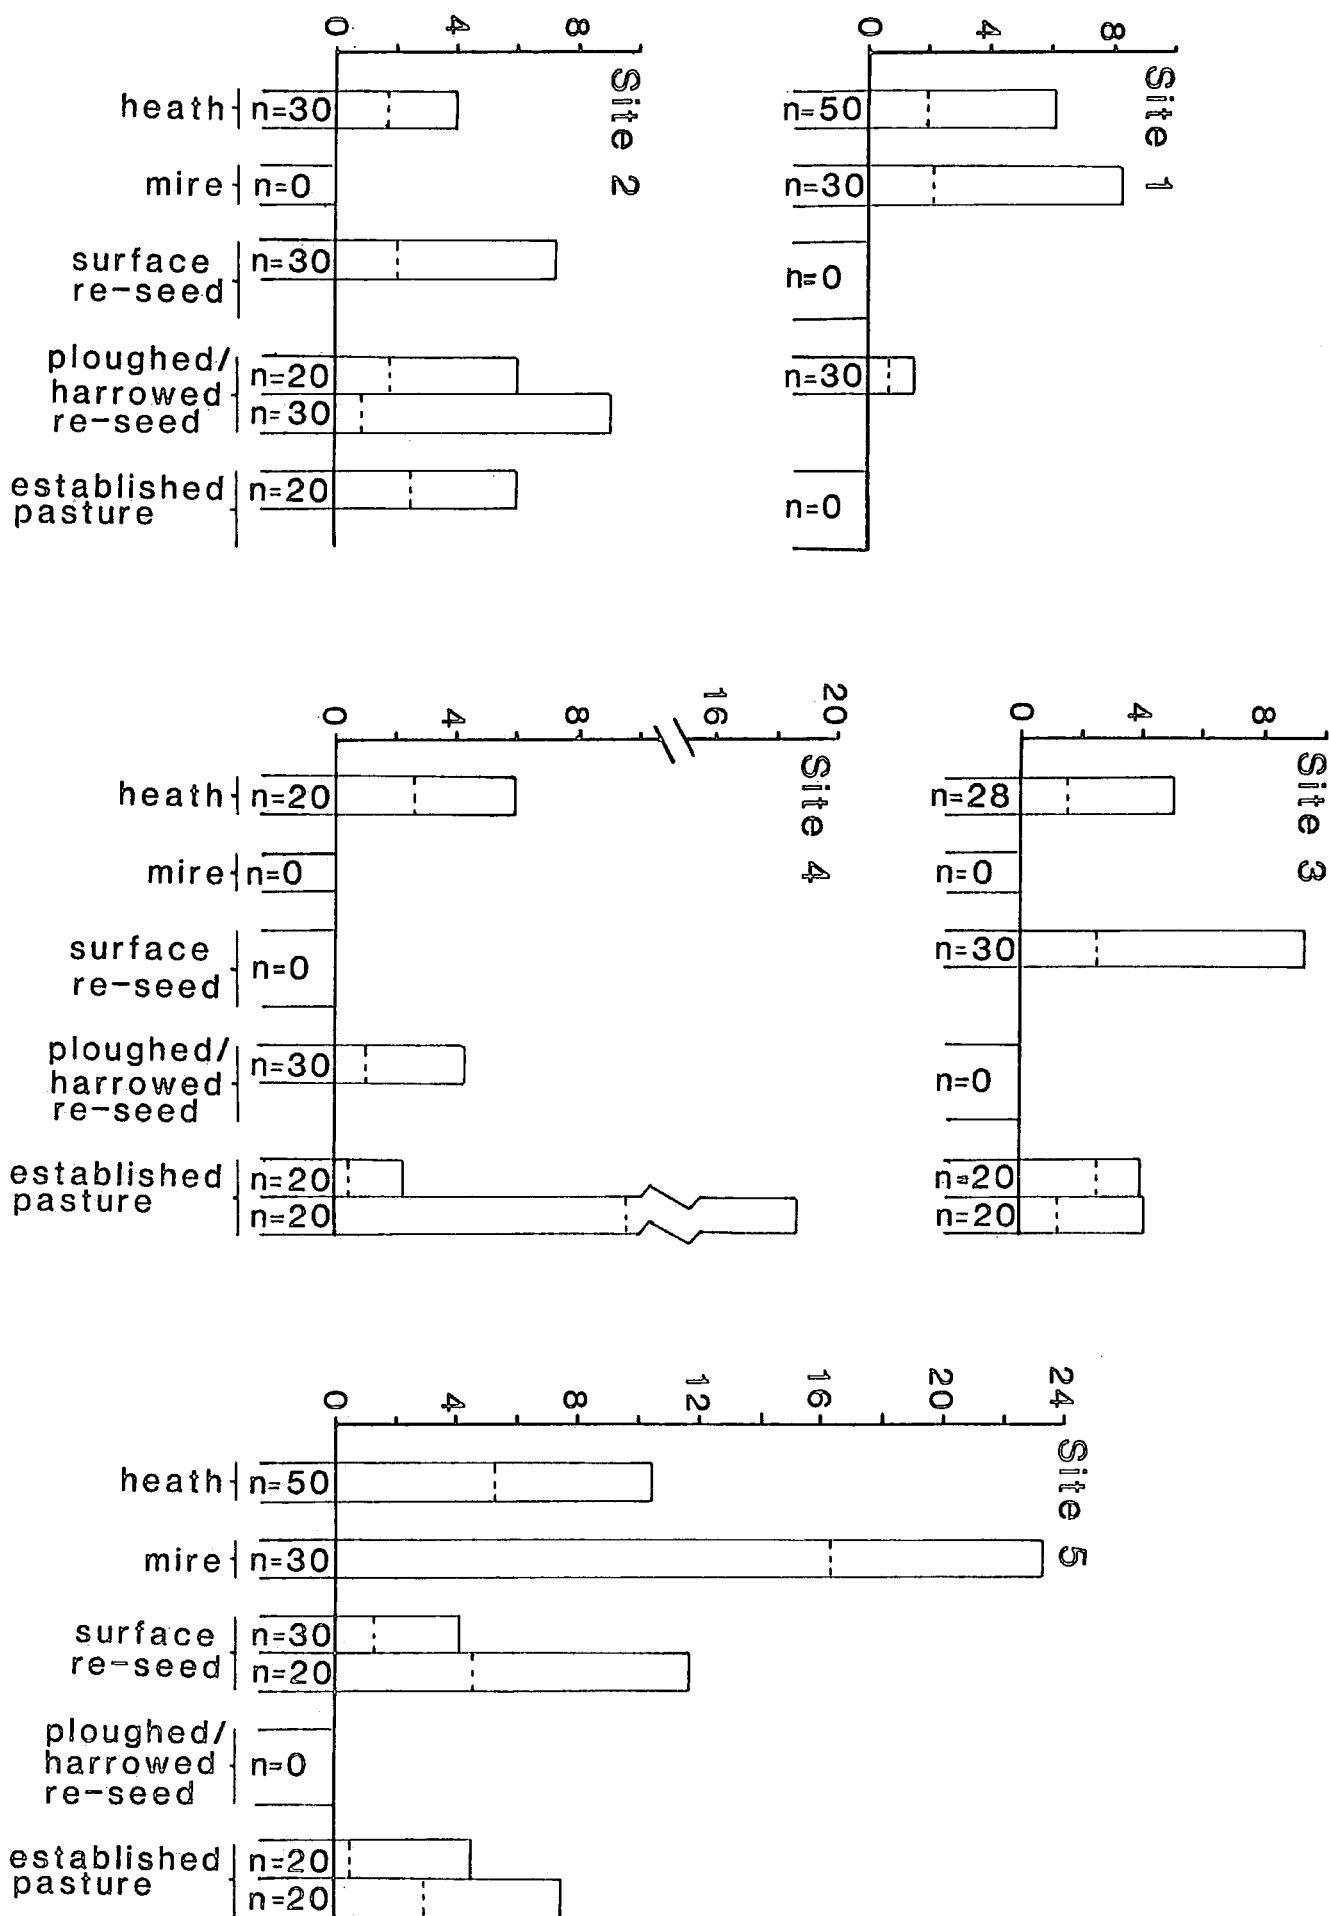 0 4 8
Site 2
heath
n=30
mire
n=0
surface
re-seed
n=30
ploughed/
harrowed
re-seed
n=20
n=30
established
pasture
n=20
0 4 8
Site 1
n=50
n=30
n=0
n=30
n=0
0 4 8 16 20
Site 4
heath
n=20
mire
n=0
surface
re-seed
n=0
ploughed/
harrowed
re-seed
n=30
established
pasture
n=20
n=20
0 4 8
Site 3
n=28
n=0
n=30
n=0
n=20
n=20
0 4 8 12 16 20 24
Site 5
heath
n=50
mire
n=30
surface
re-seed
n=30
n=20
ploughed/
harrowed
re-seed
n=0
established
pasture
n=20
n=20